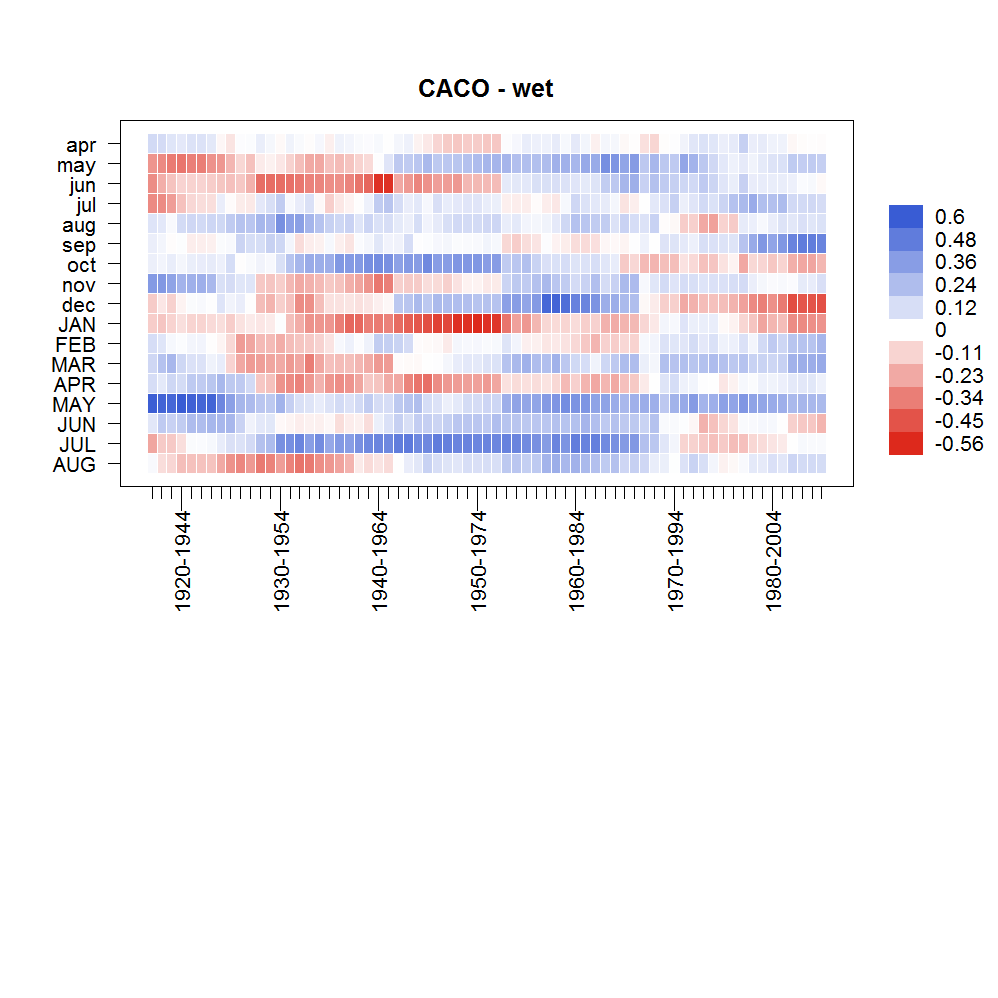 CACO - wet
apr
may
jun
jul
aug
sep
oct
nov
dec
JAN
FEB
MAR
APR
MAY
JUN
JUL
AUG
0.6
0.48
0.36
0.24
0.12
0
-0.11
-0.23
-0.34
-0.45
-0.56
1920-1944
1930-1954
1940-1964
1950-1974
1960-1984
1970-1994
1980-2004